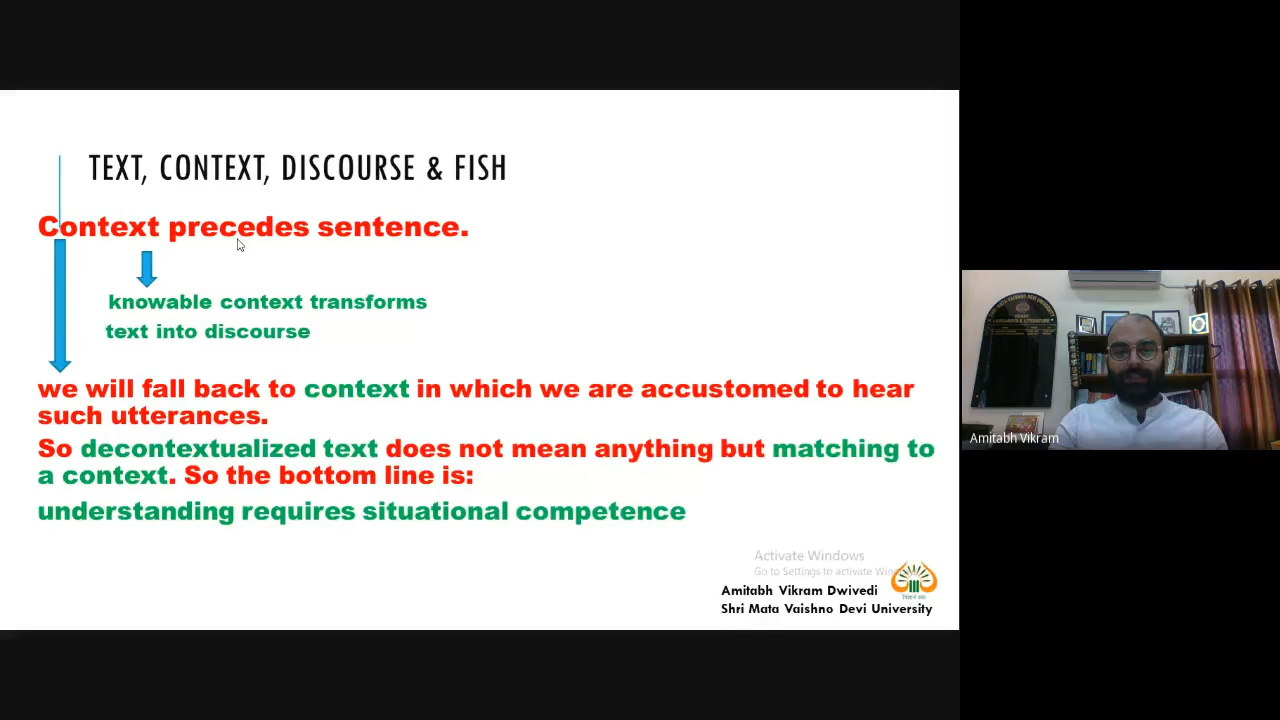 TEXT, CONTEXT, DISCOURSE & FISH
Context precedes sentence.
knowable context transforms
text into discourse
we will fall back to context in which we are accustomed to hear
such utterances.
So decontextualized text does not mean anything but matching to
a context. So the bottom line is:
understanding requires situational competence
Activate Windows
Go to Settings to activate Win
Amitabh Vikram Dwivedi
Shri Mata Vaishno Devi University
Amitabh Vikram